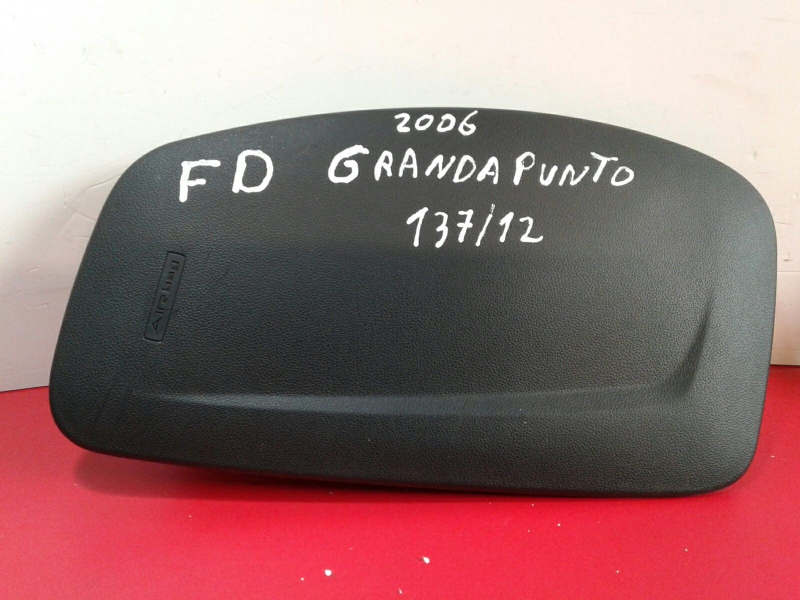 2006
FD GRANDAPUNTO
137/12
AIRbag